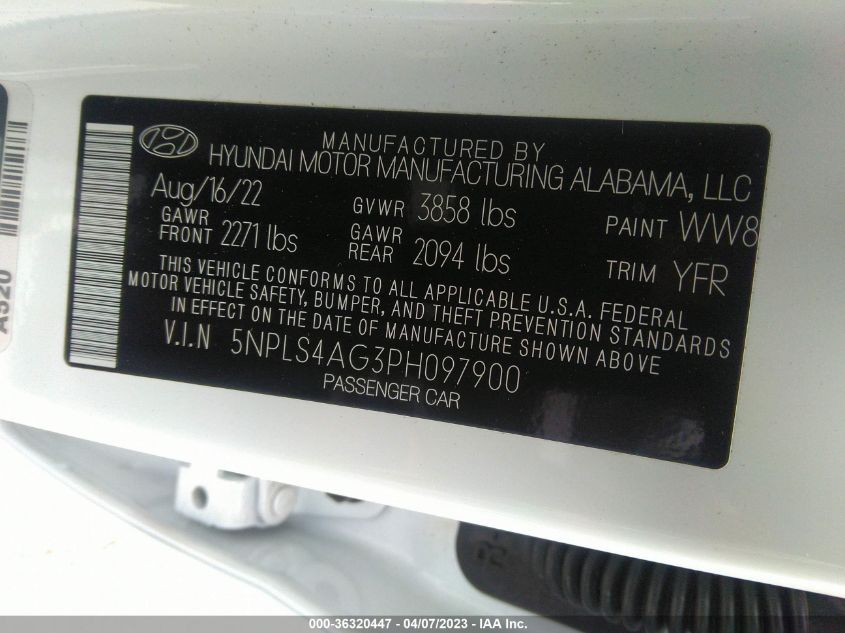 MANUFACTURED BY
HYUNDAI MOTOR MANUFACTURING ALABAMA, LLC
Aug/16/22 GVWR 3858 lbs PAINT WW8
GAWR FRONT 2271 lbs GAWR REAR 2094 lbs TRIM YFR
THIS VEHICLE CONFORMS TO ALL APPLICABLE U.S.A. FEDERAL
MOTOR VEHICLE SAFETY, BUMPER, AND THEFT PREVENTION STANDARDS
IN EFFECT ON THE DATE OF MANUFACTURE SHOWN ABOVE
V.I.N 5NPLS4AG3PH097900
PASSENGER CAR
A520
000-36320447 - 04/07/2023 - IAA Inc.